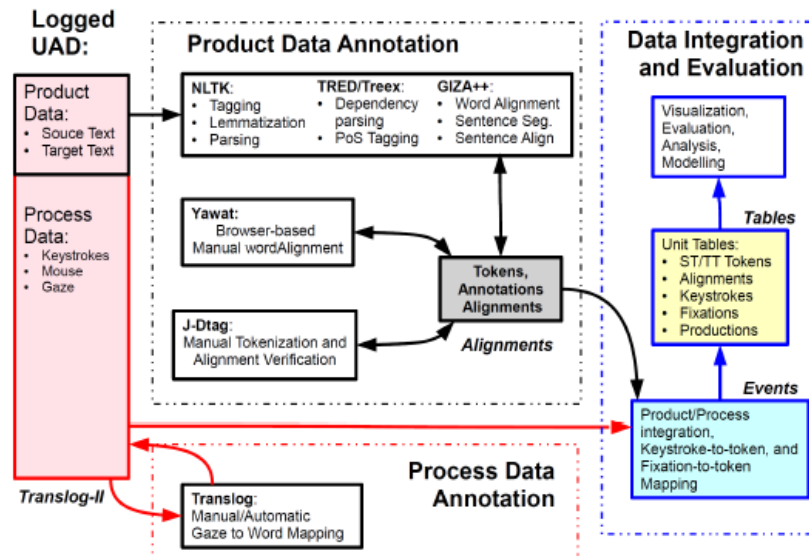 Logged
UAD:
Product
Data:
• Souce Text
• Target Text
Process
Data:
• Keystrokes
• Mouse
• Gaze
Translog-II
Product Data Annotation
NLTK:
• Tagging
• Lemmatization
• Parsing
TRED/Treex:
• Dependency
parsing
• PoS Tagging
GIZA++:
• Word Alignment
• Sentence Seg.
• Sentence Align
Yawat:
Browser-based
Manual wordAlignment
J-Dtag:
Manual Tokenization and
Alignment Verification
Tokens,
Annotations
Alignments
Alignments
Process Data
Annotation
Translog:
Manual/Automatic
Gaze to Word Mapping
Data Integration
and Evaluation
Visualization,
Evaluation,
Analysis,
Modelling
Tables
Unit Tables:
• ST/TT Tokens
• Alignments
• Keystrokes
• Fixations
• Productions
Events
Product/Process
integration,
Keystroke-to-token, and
Fixation-to-token
Mapping